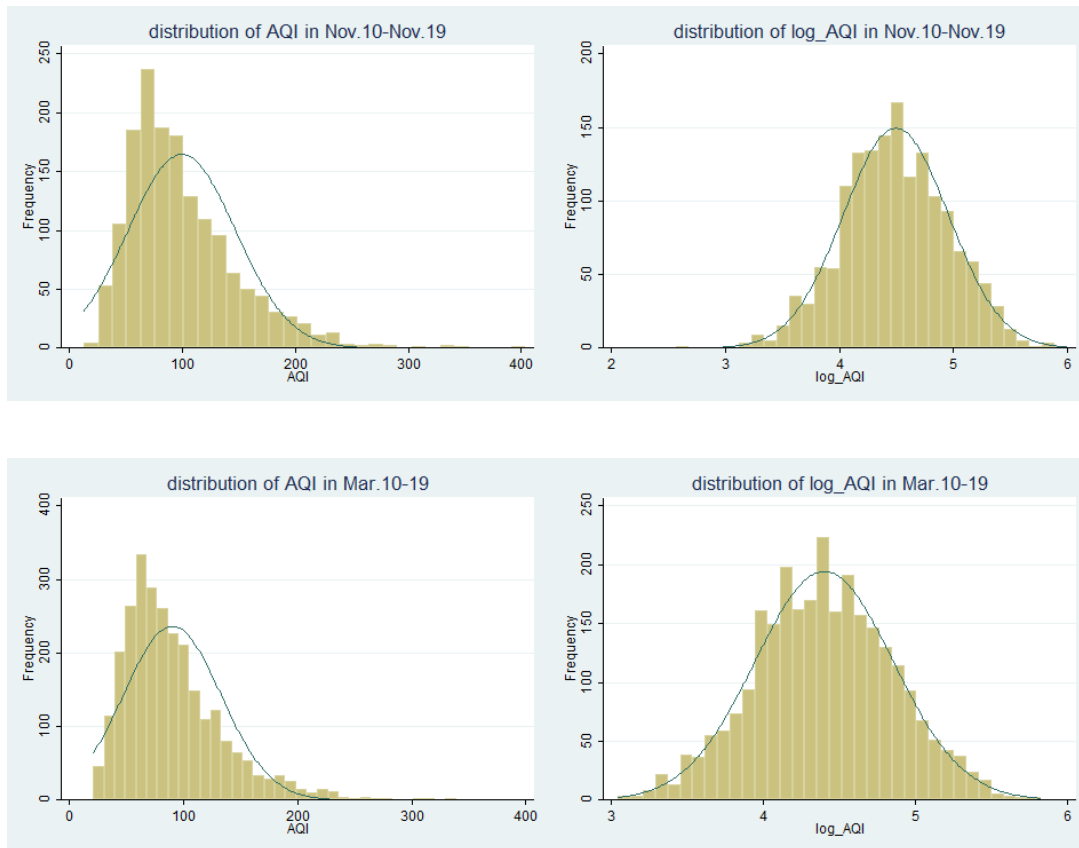 distribution of AQI in Nov.10-Nov.19
250
200
150
100
50
0
Frequency
0 100 200 300 400
AQI
distribution of log_AQI in Nov.10-Nov.19
200
150
100
50
0
Frequency
2 3 4 5 6
log_AQI
distribution of AQI in Mar.10-19
400
300
200
100
0
Frequency
0 100 200 300 400
AQI
distribution of log_AQI in Mar.10-19
250
200
150
100
50
0
Frequency
3 4 5 6
log_AQI